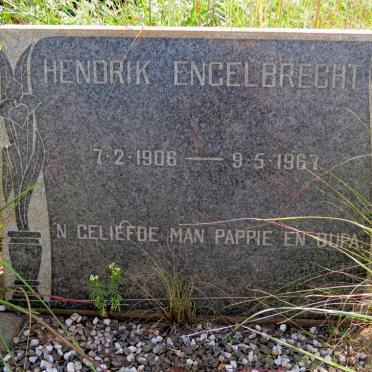 HENDRIK ENGELBRECHT
7·2·1906 — 9·5·1967
'N GELIEFDE MAN PAPPIE EN OUPA